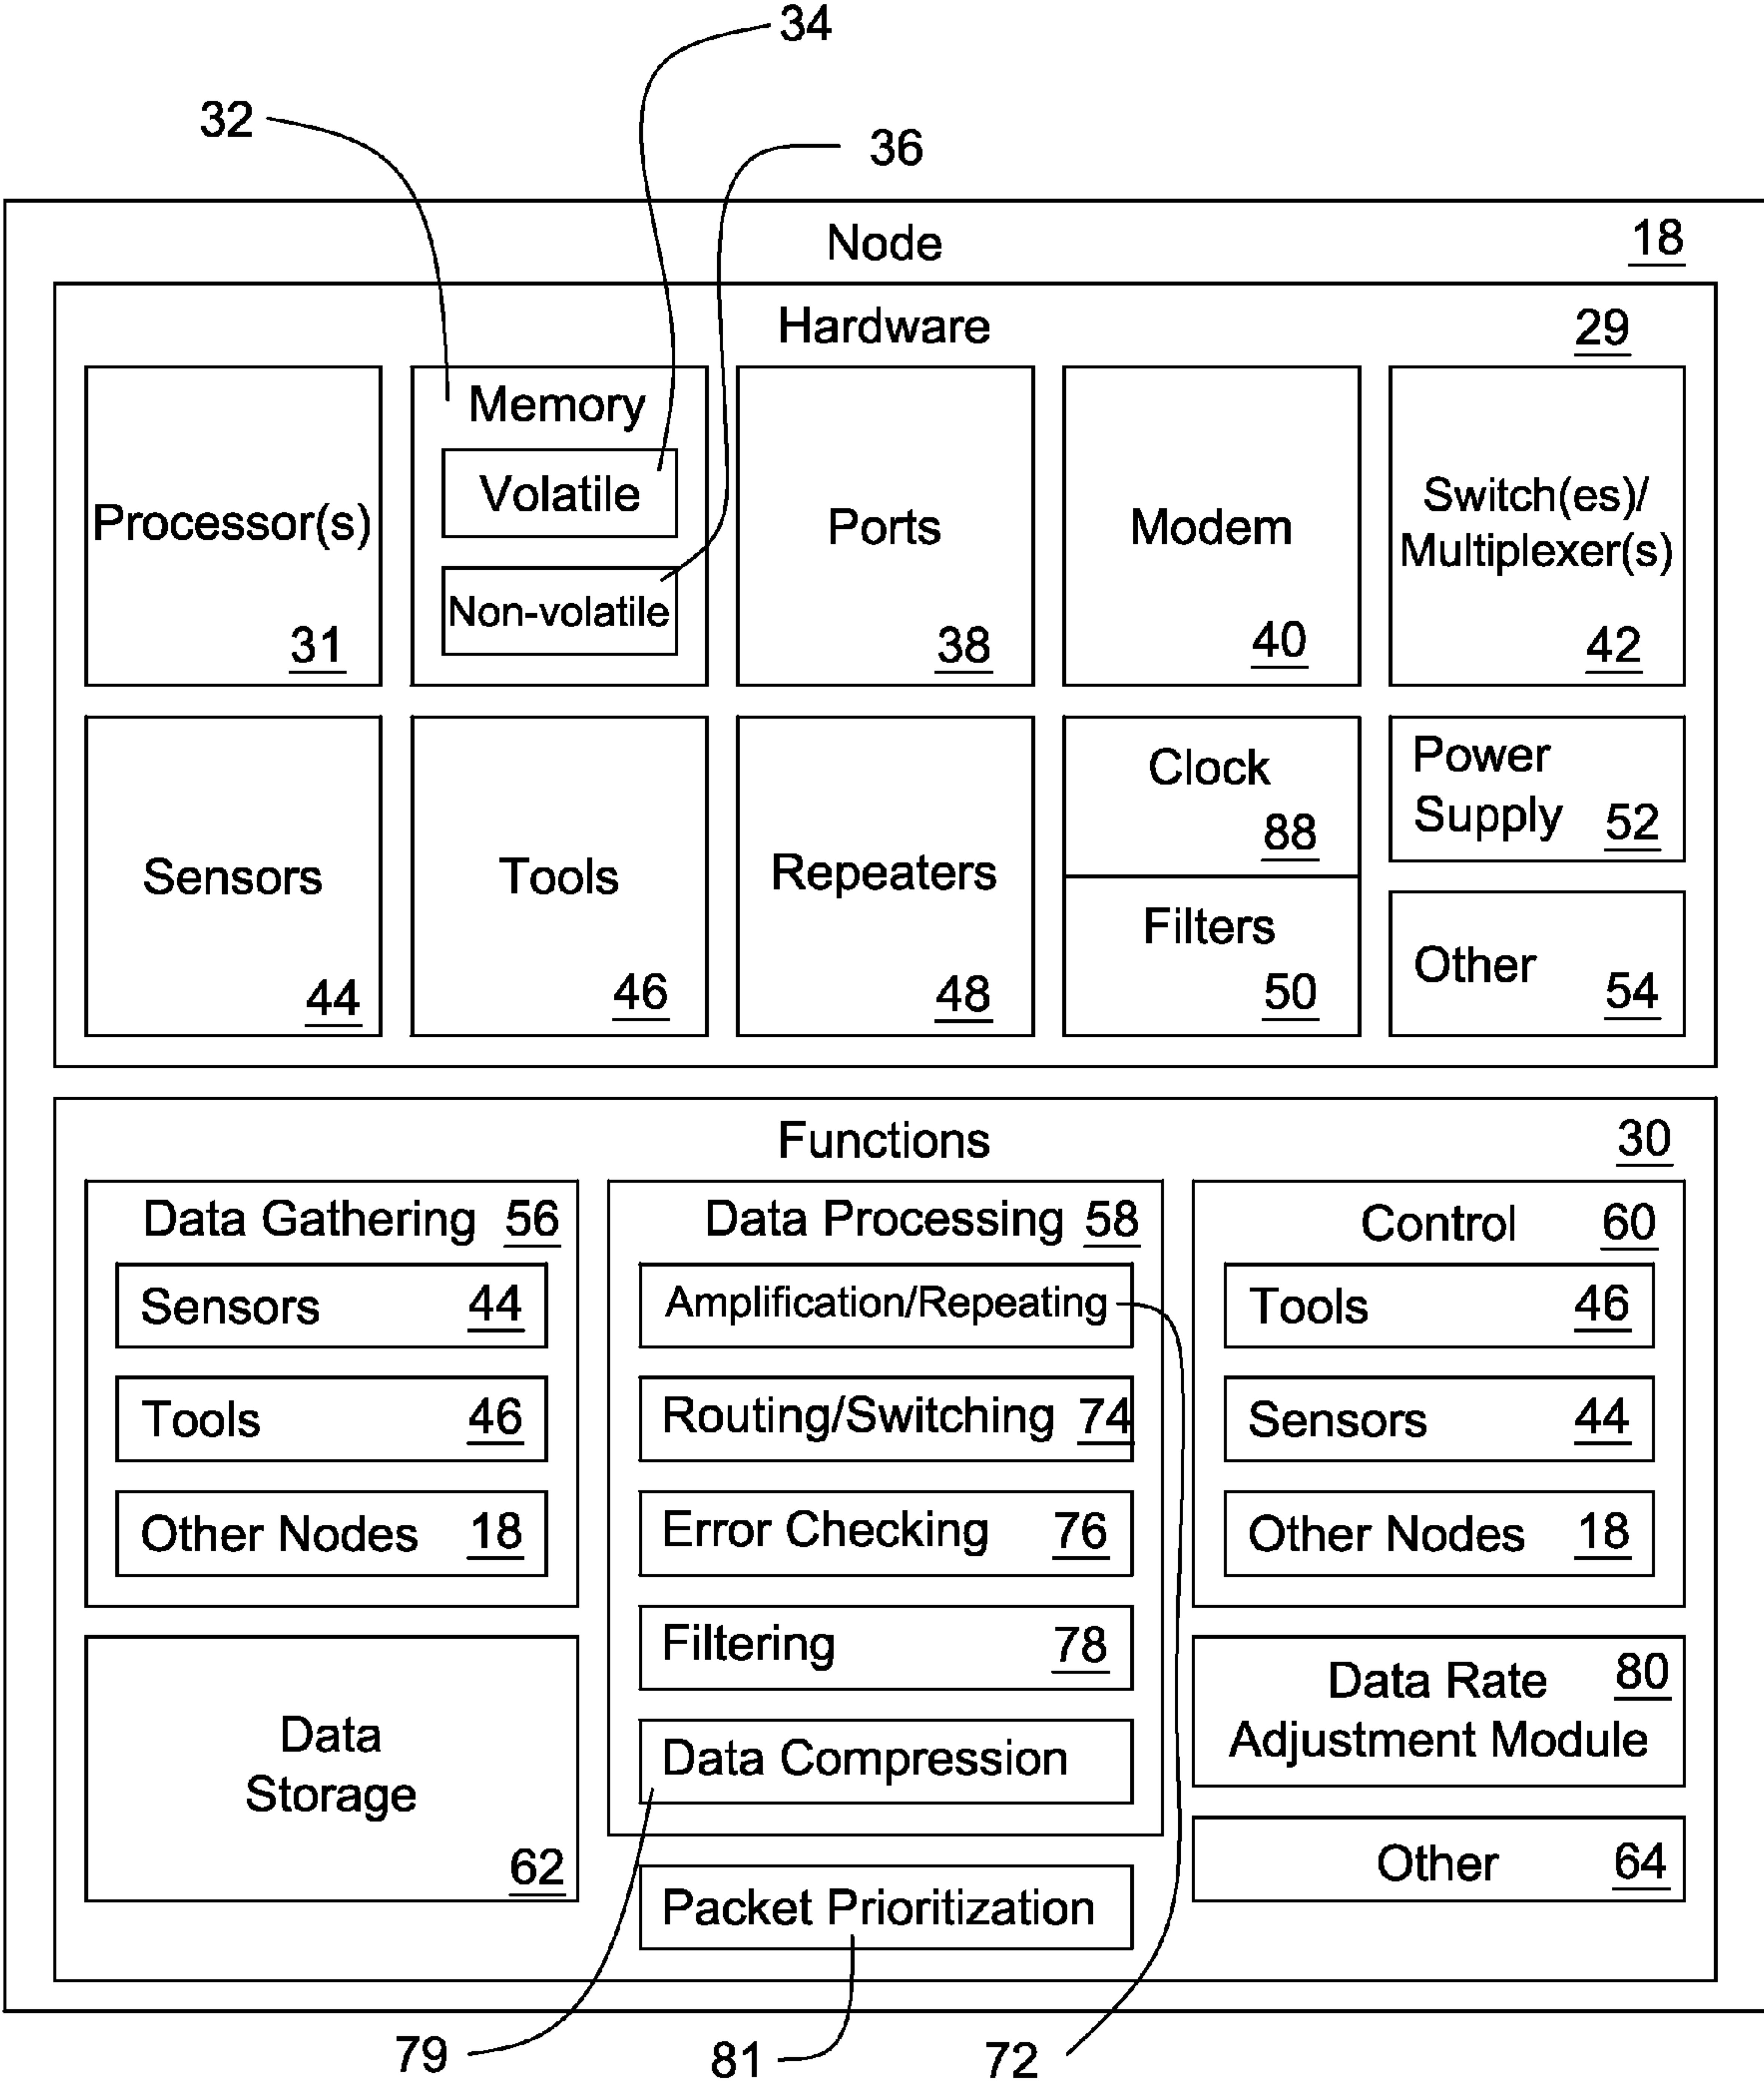 34
32
36
Node 18
Hardware 29
Memory
Volatile
Non-volatile
Processor(s)
31
Ports
38
Modem
40
Switch(es)/
Multiplexer(s)
42
Sensors
44
Tools
46
Repeaters
48
Clock
88
Filters
50
Power
Supply 52
Other
54
Functions 30
Data Gathering 56
Sensors 44
Tools 46
Other Nodes 18
Data Processing 58
Amplification/Repeating
Routing/Switching 74
Error Checking 76
Filtering 78
Data Compression
Control 60
Tools 46
Sensors 44
Other Nodes 18
Data
Storage
62
Packet Prioritization
Data Rate 80
Adjustment Module
Other 64
79
81
72